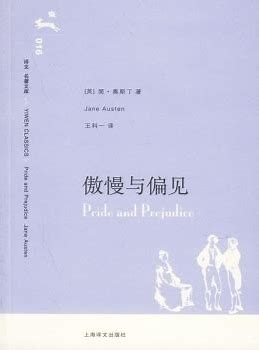 016
译文 名著文库
YIWEN CLASSICS
Pride and Prejudice
Jane Austen
[英] 简·奥斯丁 著
Jane Austen
王科一 译
傲慢与偏见
Pride and Prejudice
上海译文出版社